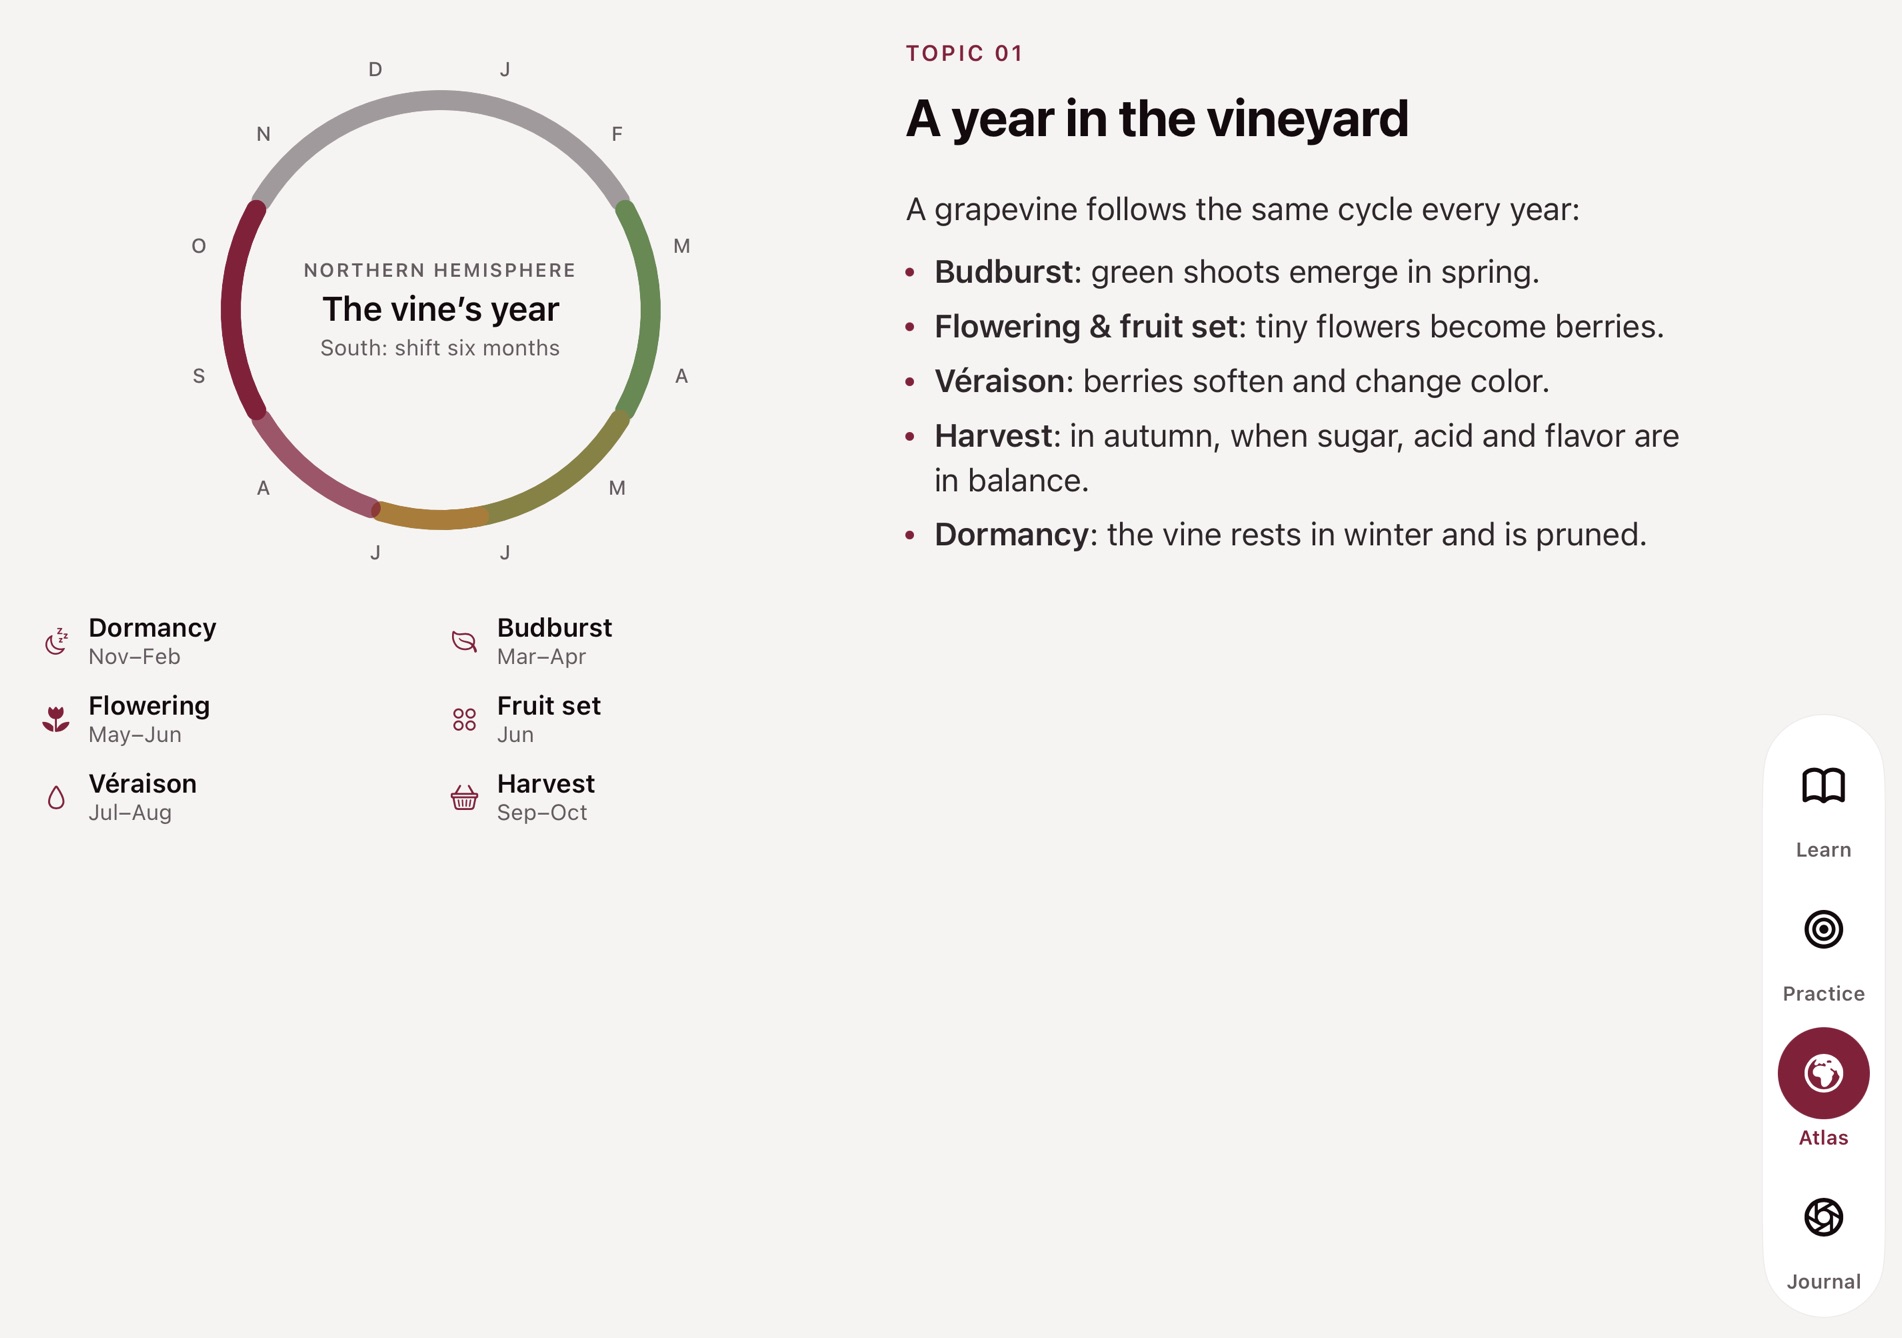 D
J
N
F
O
M
NORTHERN HEMISPHERE
The vine’s year
South: shift six months
S
A
A
M
J
J
Dormancy
Nov–Feb
Budburst
Mar–Apr
Flowering
May–Jun
Fruit set
Jun
Véraison
Jul–Aug
Harvest
Sep–Oct
TOPIC 01
A year in the vineyard
A grapevine follows the same cycle every year:
• Budburst: green shoots emerge in spring.
• Flowering & fruit set: tiny flowers become berries.
• Véraison: berries soften and change color.
• Harvest: in autumn, when sugar, acid and flavor are
in balance.
• Dormancy: the vine rests in winter and is pruned.
Learn
Practice
Atlas
Journal